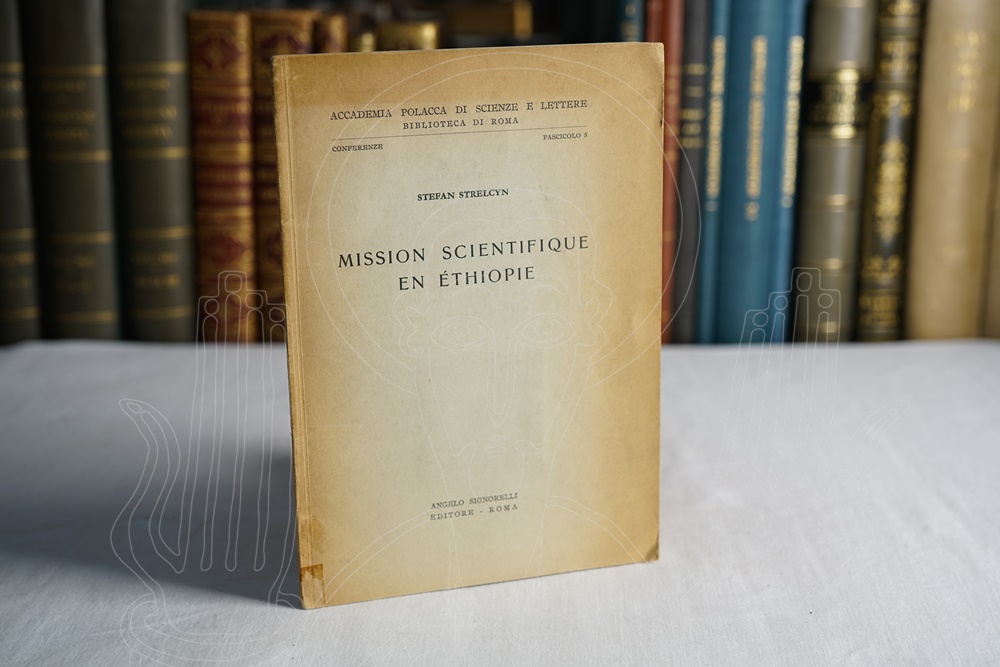 ACCADEMIA POLACCA DI SCIENZE E LETTERE
BIBLIOTECA DI ROMA
CONFERENZE
FASCICOLO 5
STEFAN STRELCYN
MISSION SCIENTIFIQUE
EN ÉTHIOPIE
ANGELO SIGNORELLI
EDITORE - ROMA